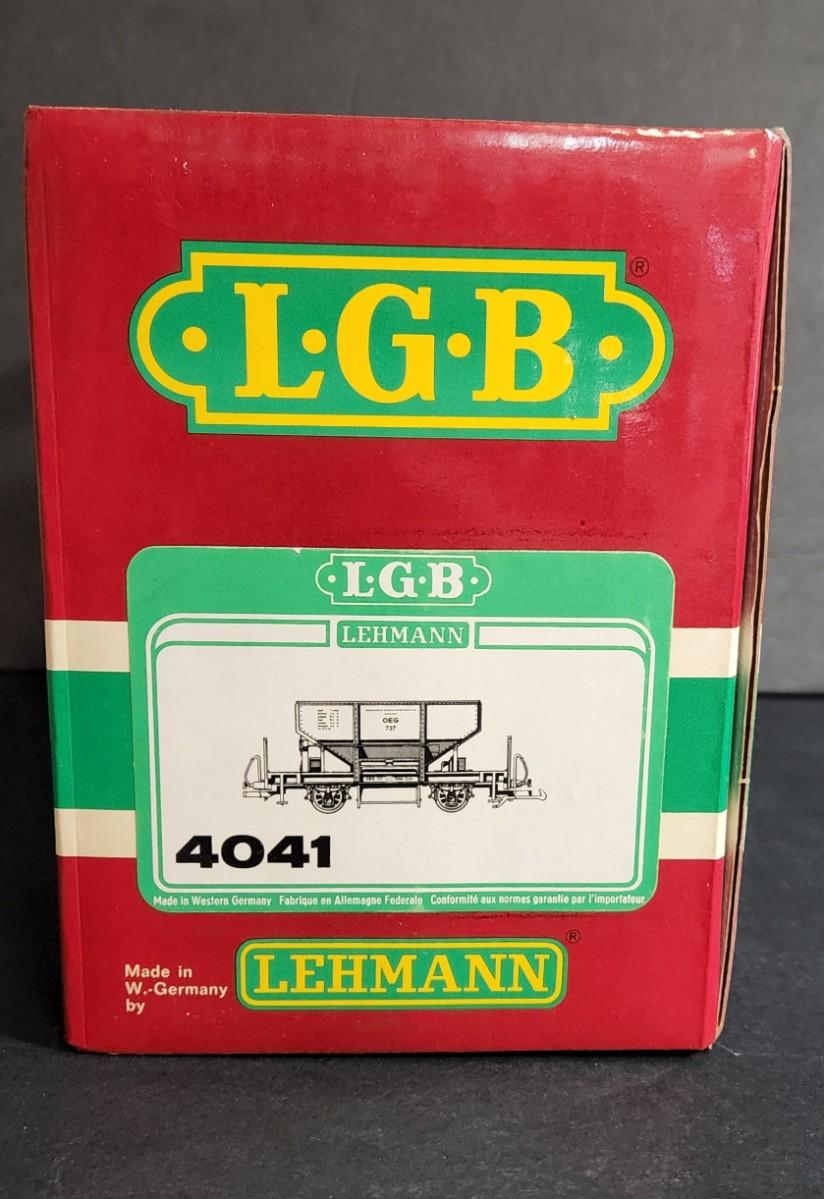 L·G·B
®
L·G·B
LEHMANN
OEG
737
4041
Made in Western Germany Fabrique en Allemagne Federale Conformité aux normes garantie par l'importateur
Made in
W.-Germany
by
LEHMANN
®